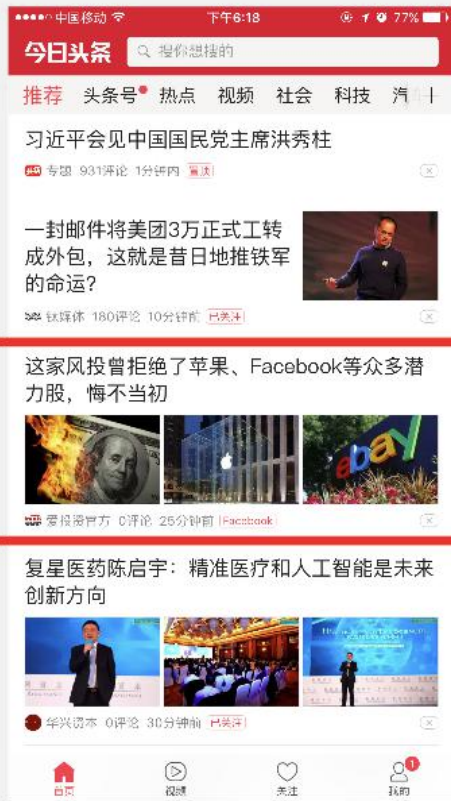 中国移动 下午6:18 77%
今日头条 搜你想搜的
推荐 头条号 热点 视频 社会 科技 汽
习近平会见中国国民党主席洪秀柱
专题 931评论 1分钟内 置顶
一封邮件将美团3万正式工转
成外包，这就是昔日地推铁军
的命运？
钛媒体 180评论 10分钟前 已关注
这家风投曾拒绝了苹果、Facebook等众多潜
力股，悔不当初
ebay
爱投资官方 0评论 25分钟前 Facebook
复星医药陈启宇：精准医疗和人工智能是未来
创新方向
华兴资本 0评论 30分钟前 已关注
1
首页 视频 关注 我的